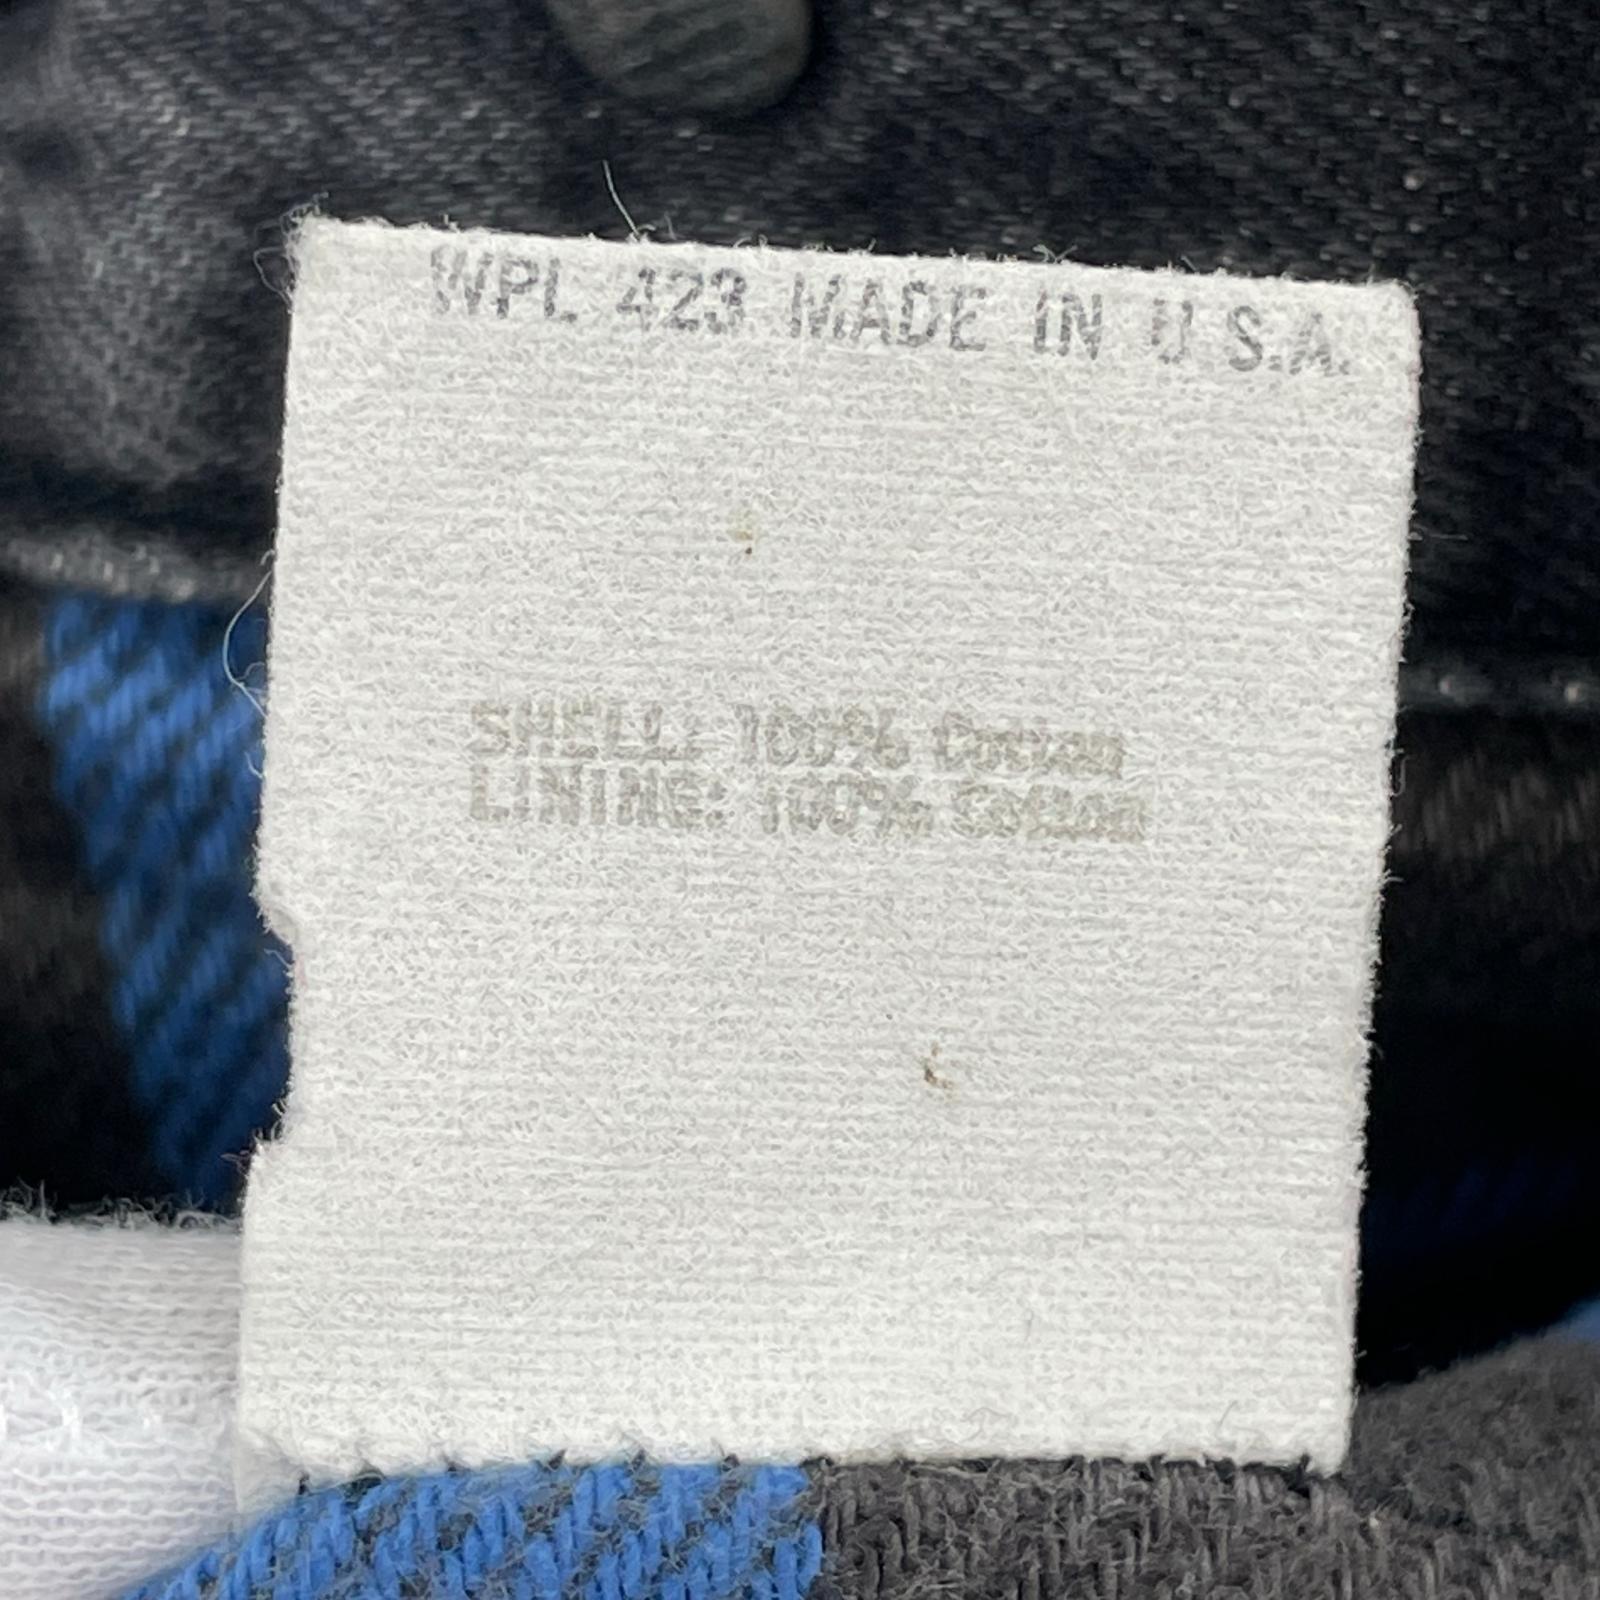 WPL 423 MADE IN U.S.A.
SHELL: 100% Cotton
LINING: 100% Cotton